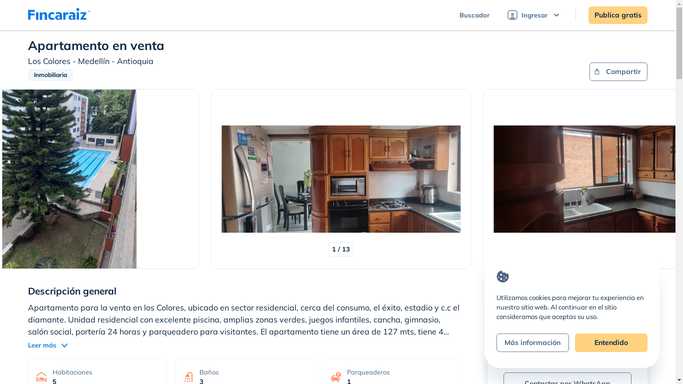 Fincaraiz
Buscador
Ingresar
Publica gratis
Apartamento en venta
Los Colores - Medellín - Antioquia
Inmobiliaria
Compartir
1 / 13
Descripción general
Apartamento para la venta en los Colores, ubicado en sector residencial, cerca del consumo, el éxito, estadio y c.c el
diamante. Unidad residencial con excelente piscina, amplias zonas verdes, juegos infantiles, cancha, gimnasio,
salón social, portería 24 horas y parqueadero para visitantes. El apartamento tiene un área de 127 mts, tiene 4...
Leer más
Habitaciones
5
Baños
3
Parqueaderos
1
Utilizamos cookies para mejorar tu experiencia en
nuestro sitio web. Al continuar en el sitio
consideramos que aceptas su uso.
Más información
Entendido
Contactar por WhatsApp